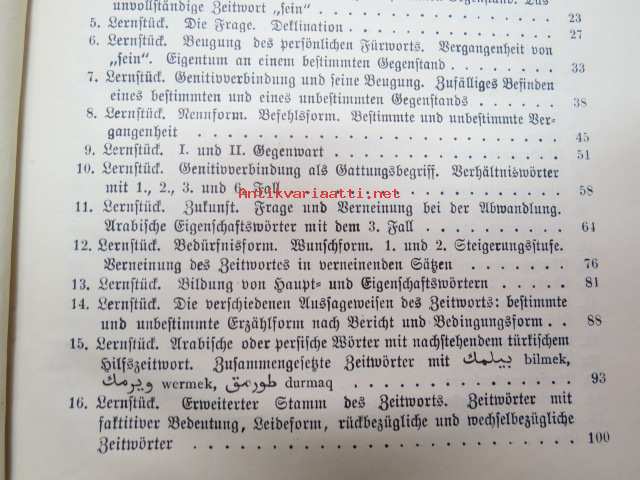 unvollständige Zeitwort „sein“ . . . . . . . . . . . 23
5. Lernstück. Die Frage. Deklination . . . . . . . . . 27
6. Lernstück. Beugung des persönlichen Fürworts. Vergangenheit von
„sein“. Eigentum an einem bestimmten Gegenstand . . . . 33
7. Lernstück. Genitivverbindung und seine Beugung. Zufälliges Befinden
eines bestimmten und eines unbestimmten Gegenstands . . . . 38
8. Lernstück. Nennform. Befehlsform. Bestimmte und unbestimmte Ver-
gangenheit . . . . . . . . . . . . . . . . 45
9. Lernstück. I. und II. Gegenwart . . . . . . . . . . 51
10. Lernstück. Genitivverbindung als Gattungsbegriff. Verhältniswörter
mit 1., 2., 3. und 6. Fall . . . . . . . . . . . 58
antikvariaatti.net
11. Lernstück. Zukunft. Frage und Verneinung bei der Abwandlung.
Arabische Eigenschaftswörter mit dem 3. Fall . . . . . . 64
12. Lernstück. Bedürfnisform. Wunschform. 1. und 2. Steigerungsstufe.
Verneinung des Zeitwortes in verneinenden Sätzen . . . . . 76
13. Lernstück. Bildung von Haupt- und Eigenschaftswörtern . . . 81
14. Lernstück. Die verschiedenen Aussageweisen des Zeitworts: bestimmte
und unbestimmte Erzählform nach Bericht und Bedingungsform . . 88
15. Lernstück. Arabische oder persische Wörter mit nachstehendem türkischem
Hilfszeitwort. Zusammengesetzte Zeitwörter mit بيلمك bilmek,
ويرمك wermek, طورمق durmaq . . . . . . . . . . 93
16. Lernstück. Erweiterter Stamm des Zeitworts. Zeitwörter mit
faktitiver Bedeutung, Leideform, rückbezügliche und wechselbezügliche
Zeitwörter . . . . . . . . . . . . . . . . 100